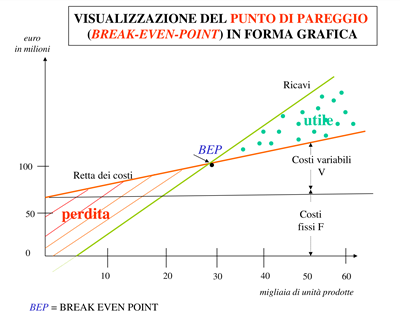 VISUALIZZAZIONE DEL PUNTO DI PAREGGIO
(BREAK-EVEN-POINT) IN FORMA GRAFICA
euro
in milioni
Ricavi
utile
BEP
Costi variabili
V
100
Retta dei costi
perdita
50
Costi
fissi F
0
10
20
30
40
50
60
migliaia di unità prodotte
BEP = BREAK EVEN POINT